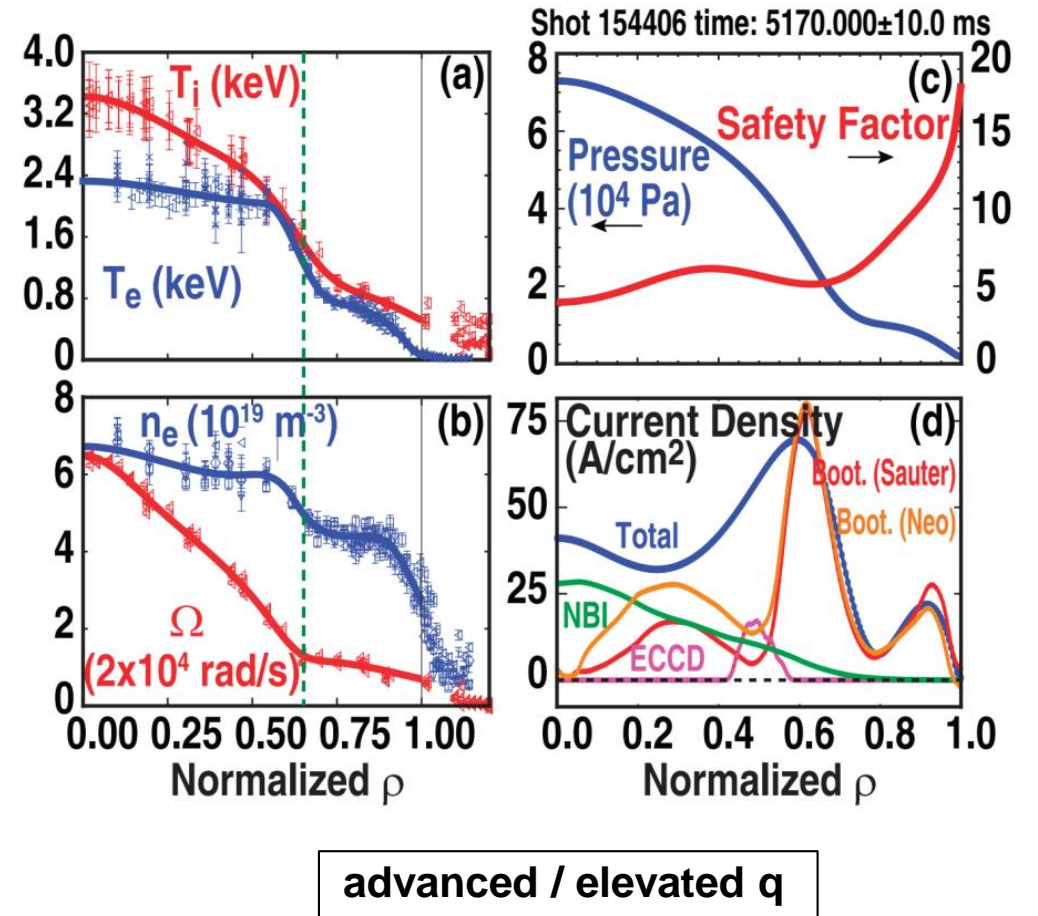 Shot 154406 time: 5170.000±10.0 ms
4.0
3.2
2.4
1.6
0.8
0
(a)
T_i (keV)
T_e (keV)
8
6
4
2
0
(b)
n_e (10^19 m^-3)
Ω
(2x10^4 rad/s)
0.00 0.25 0.50 0.75 1.00
Normalized ρ
8
6
4
2
0
(c)
20
15
10
5
0
Safety Factor
Pressure
(10^4 Pa)
75
50
25
0
(d)
Current Density
(A/cm²)
Boot. (Sauter)
Boot. (Neo)
Total
NBI
ECCD
0.0 0.2 0.4 0.6 0.8 1.0
Normalized ρ
advanced / elevated q